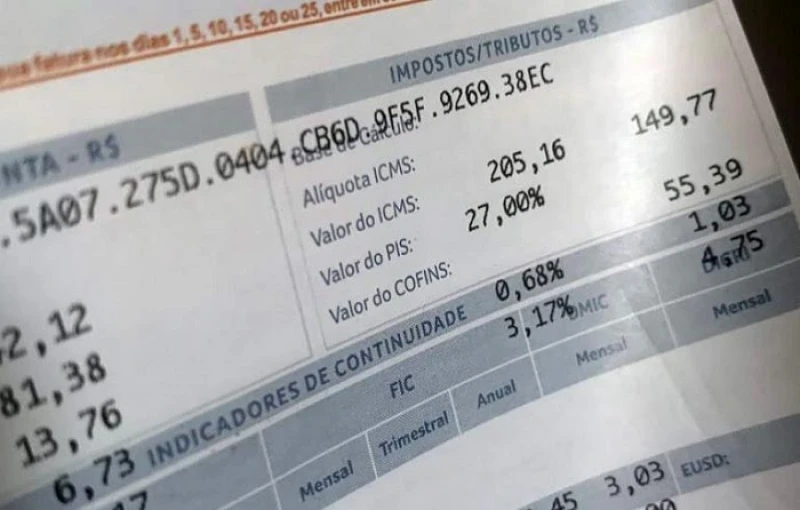 fatura nos dias 1, 5, 10, 15, 20 ou 25, entre em
IMPOSTOS/TRIBUTOS - R$
NTA - R$
.5A07.275D.0404.CB6D.9F5F.9269.38EC
Base de Cálculo:
149,77
Alíquota ICMS:
205,16
Valor do ICMS:
27,00%
55,39
Valor do PIS:
1,03
Valor do COFINS:
0,68%
4,75
3,17%
2,12
81,38
13,76
6,73
INDICADORES DE CONTINUIDADE
FIC
DMIC
Mensal
Trimestral
Anual
Mensal
Mensal
17
45
3,03
EUSD: